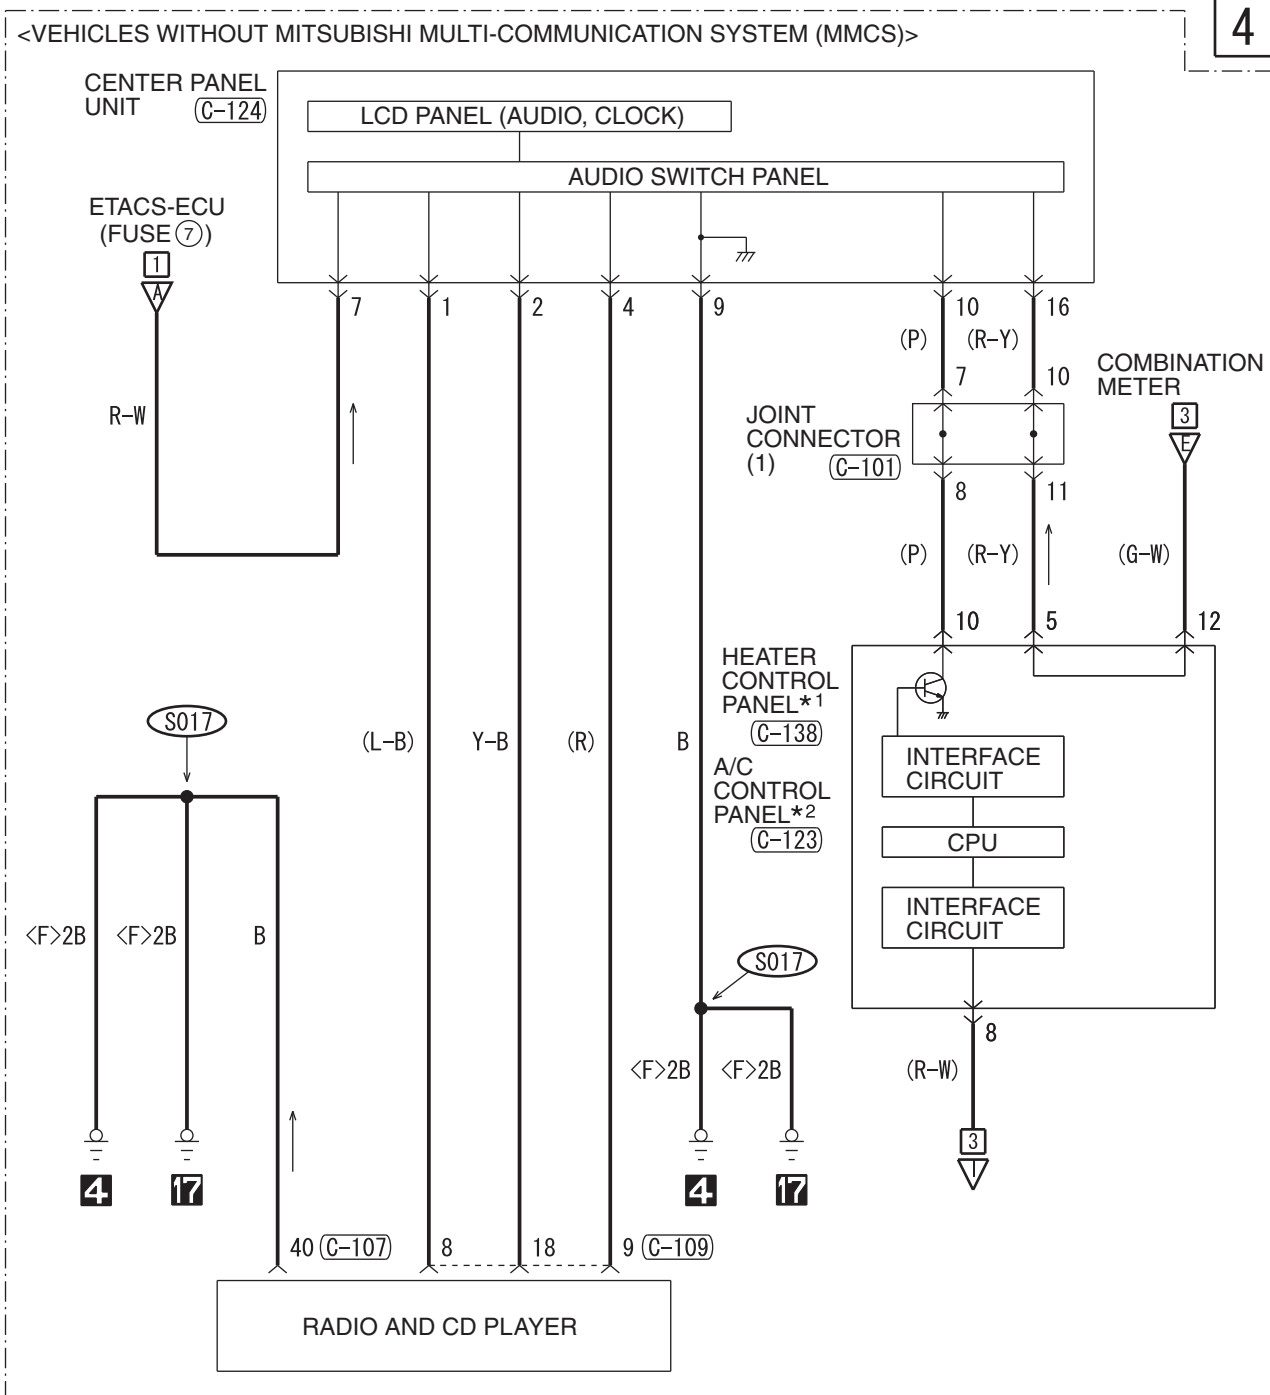 4
<VEHICLES WITHOUT MITSUBISHI MULTI-COMMUNICATION SYSTEM (MMCS)>
CENTER PANEL
UNIT (C-124)
LCD PANEL (AUDIO, CLOCK)
AUDIO SWITCH PANEL
ETACS-ECU
(FUSE 7)
1
A
7 1 2 4 9 10 16
(P) (R-Y)
7 10
COMBINATION
METER
3
E
R-W
JOINT
CONNECTOR
(1) (C-101)
8 11
(P) (R-Y) (G-W)
10 5 12
HEATER
CONTROL
PANEL*1
(C-138)
A/C
CONTROL
PANEL*2
(C-123)
INTERFACE
CIRCUIT
CPU
INTERFACE
CIRCUIT
S017
(L-B) Y-B (R) B
<F>2B <F>2B B
S017
8
<F>2B <F>2B
(R-W)
3
I
4 17 4 17
40 (C-107) 8 18 9 (C-109)
RADIO AND CD PLAYER